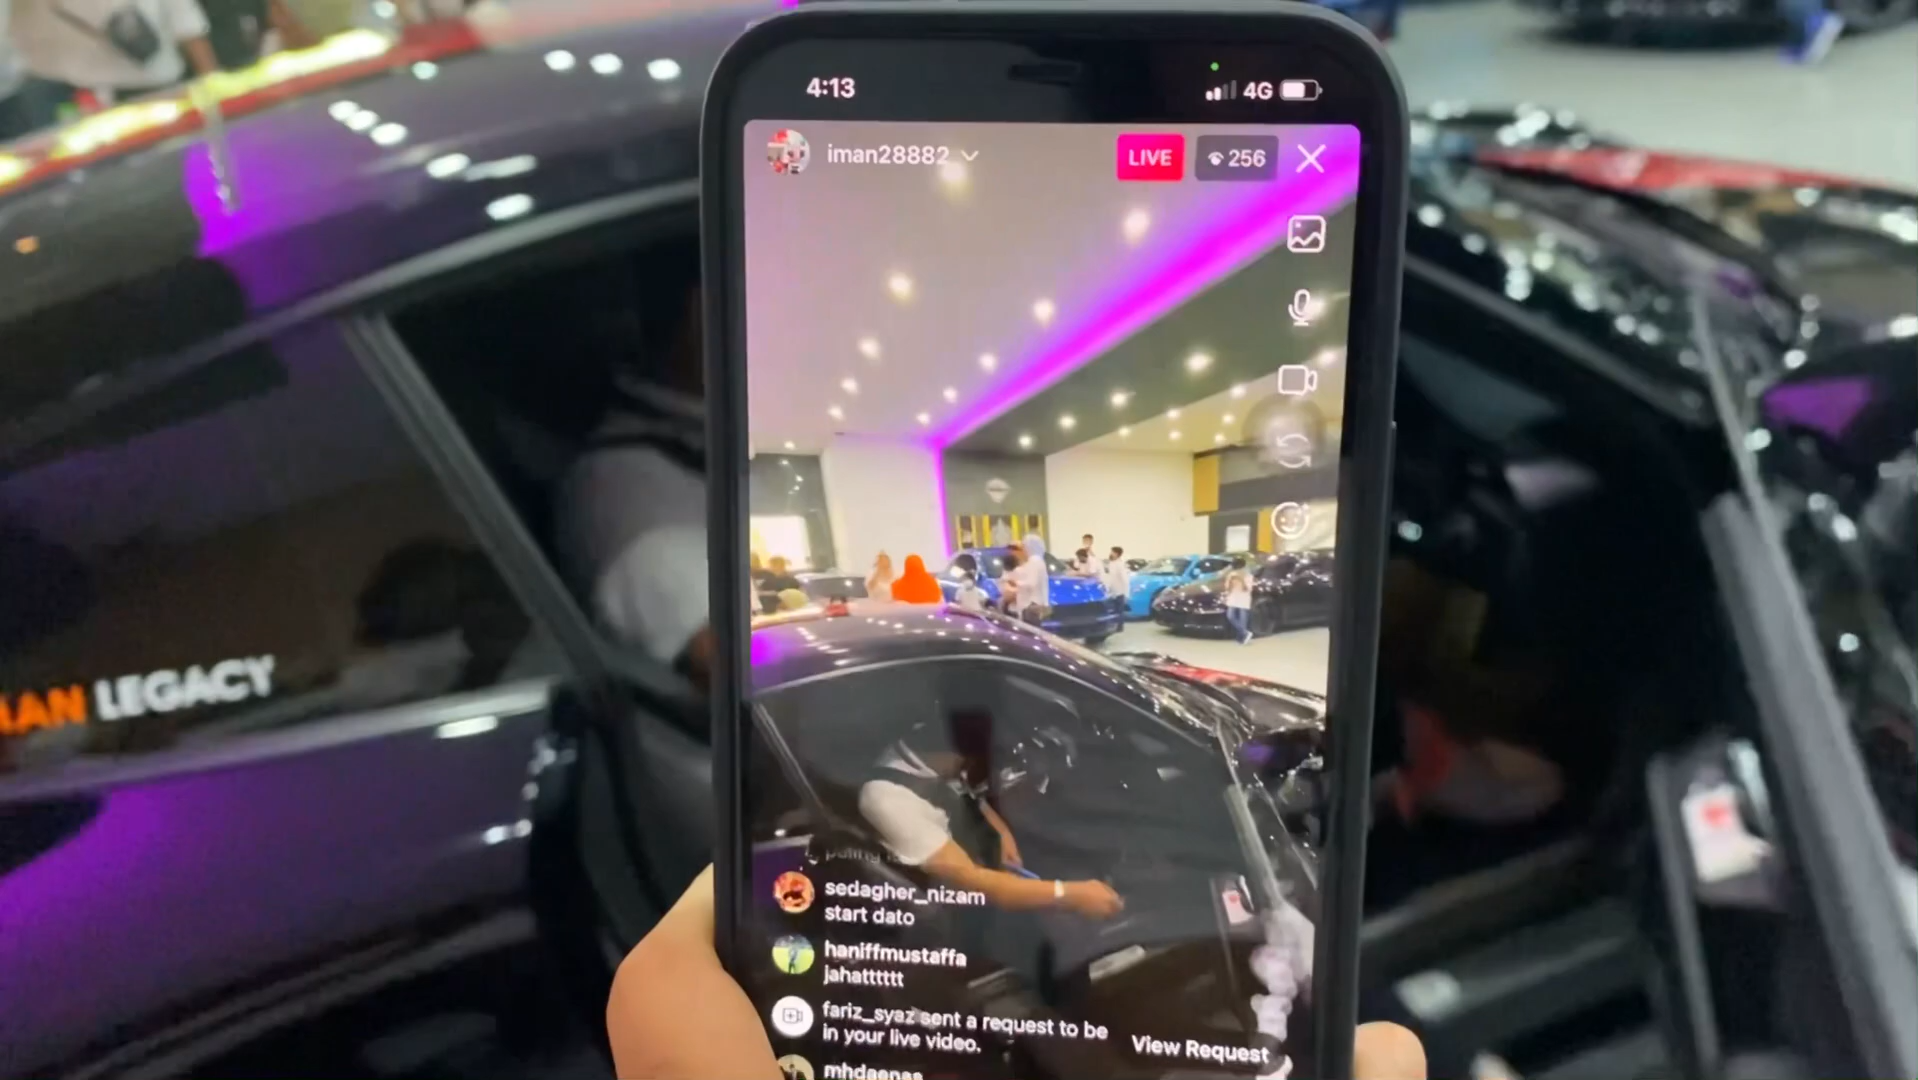 4:13
4G
iman28882
LIVE
256
sedagher_nizam
start dato
haniffmustaffa
jahatttttt
fariz_syaz sent a request to be
in your live video.
View Request
LEGACY